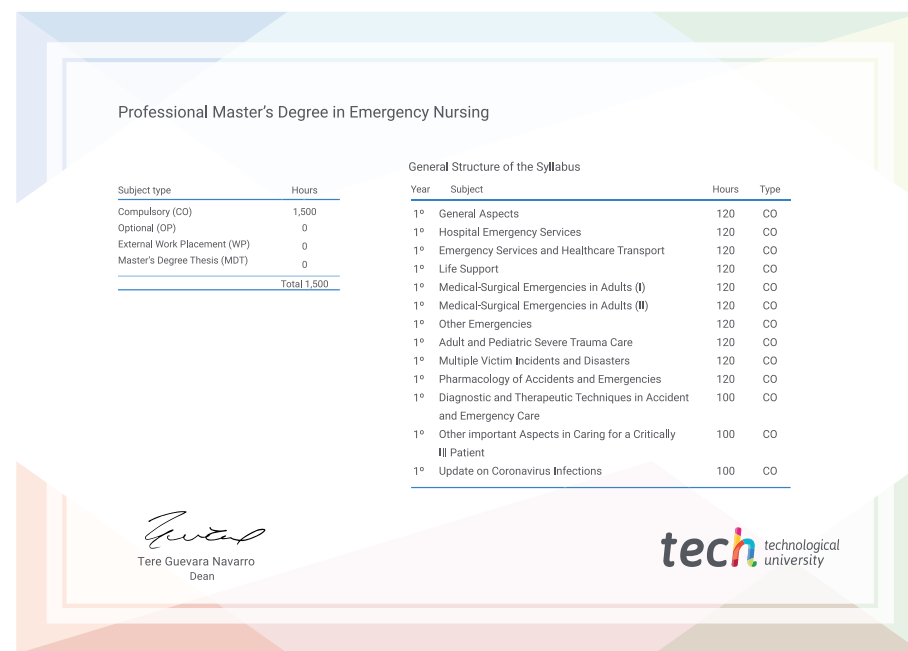 Professional Master's Degree in Emergency Nursing
Subject type Hours
Compulsory (CO) 1,500
Optional (OP) 0
External Work Placement (WP) 0
Master's Degree Thesis (MDT) 0
Total 1,500
General Structure of the Syllabus
Year Subject Hours Type
1º General Aspects 120 CO
1º Hospital Emergency Services 120 CO
1º Emergency Services and Healthcare Transport 120 CO
1º Life Support 120 CO
1º Medical-Surgical Emergencies in Adults (I) 120 CO
1º Medical-Surgical Emergencies in Adults (II) 120 CO
1º Other Emergencies 120 CO
1º Adult and Pediatric Severe Trauma Care 120 CO
1º Multiple Victim Incidents and Disasters 120 CO
1º Pharmacology of Accidents and Emergencies 120 CO
1º Diagnostic and Therapeutic Techniques in Accident 100 CO
and Emergency Care
1º Other important Aspects in Caring for a Critically 100 CO
Ill Patient
1º Update on Coronavirus Infections 100 CO
Tere Guevara Navarro
Dean
tech technological
university